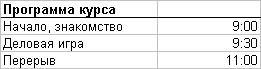 Программа курса
Начало, знакомство 9:00
Деловая игра 9:30
Перерыв 11:00